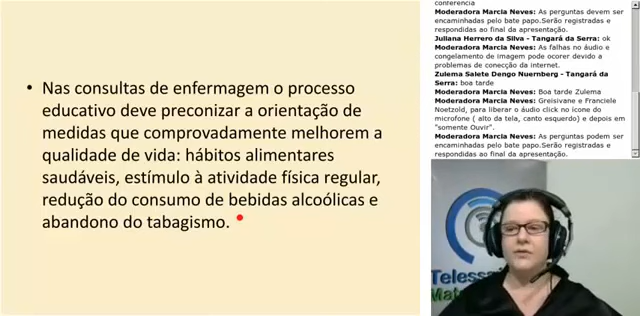 • Nas consultas de enfermagem o processo
educativo deve preconizar a orientação de
medidas que comprovadamente melhorem a
qualidade de vida: hábitos alimentares
saudáveis, estímulo à atividade física regular,
redução do consumo de bebidas alcoólicas e
abandono do tabagismo.
conferência
Moderadora Marcia Neves: As perguntas devem ser
encaminhadas pelo bate papo.Serão registradas e
respondidas ao final da apresentação.
Juliana Herrero da Silva - Tangará da Serra: ok
Moderadora Marcia Neves: As falhas no áudio e
congelamento de imagem pode ocorer devido a
problemas de conecção da internet.
Zulema Salete Dengo Nuernberg - Tangará da
Serra: boa tarde
Moderadora Marcia Neves: Boa tarde Zulema
Moderadora Marcia Neves: Greisivane e Franciele
Noetzold, para liberar o áudio click no ícone do
microfone ( alto da tela, canto esquerdo) e depois em
"somente Ouvir".
Moderadora Marcia Neves: As perguntas podem ser
encaminhadas pelo bate papo.Serão registradas e
respondidas ao final da apresentação.
Telessa
Mat